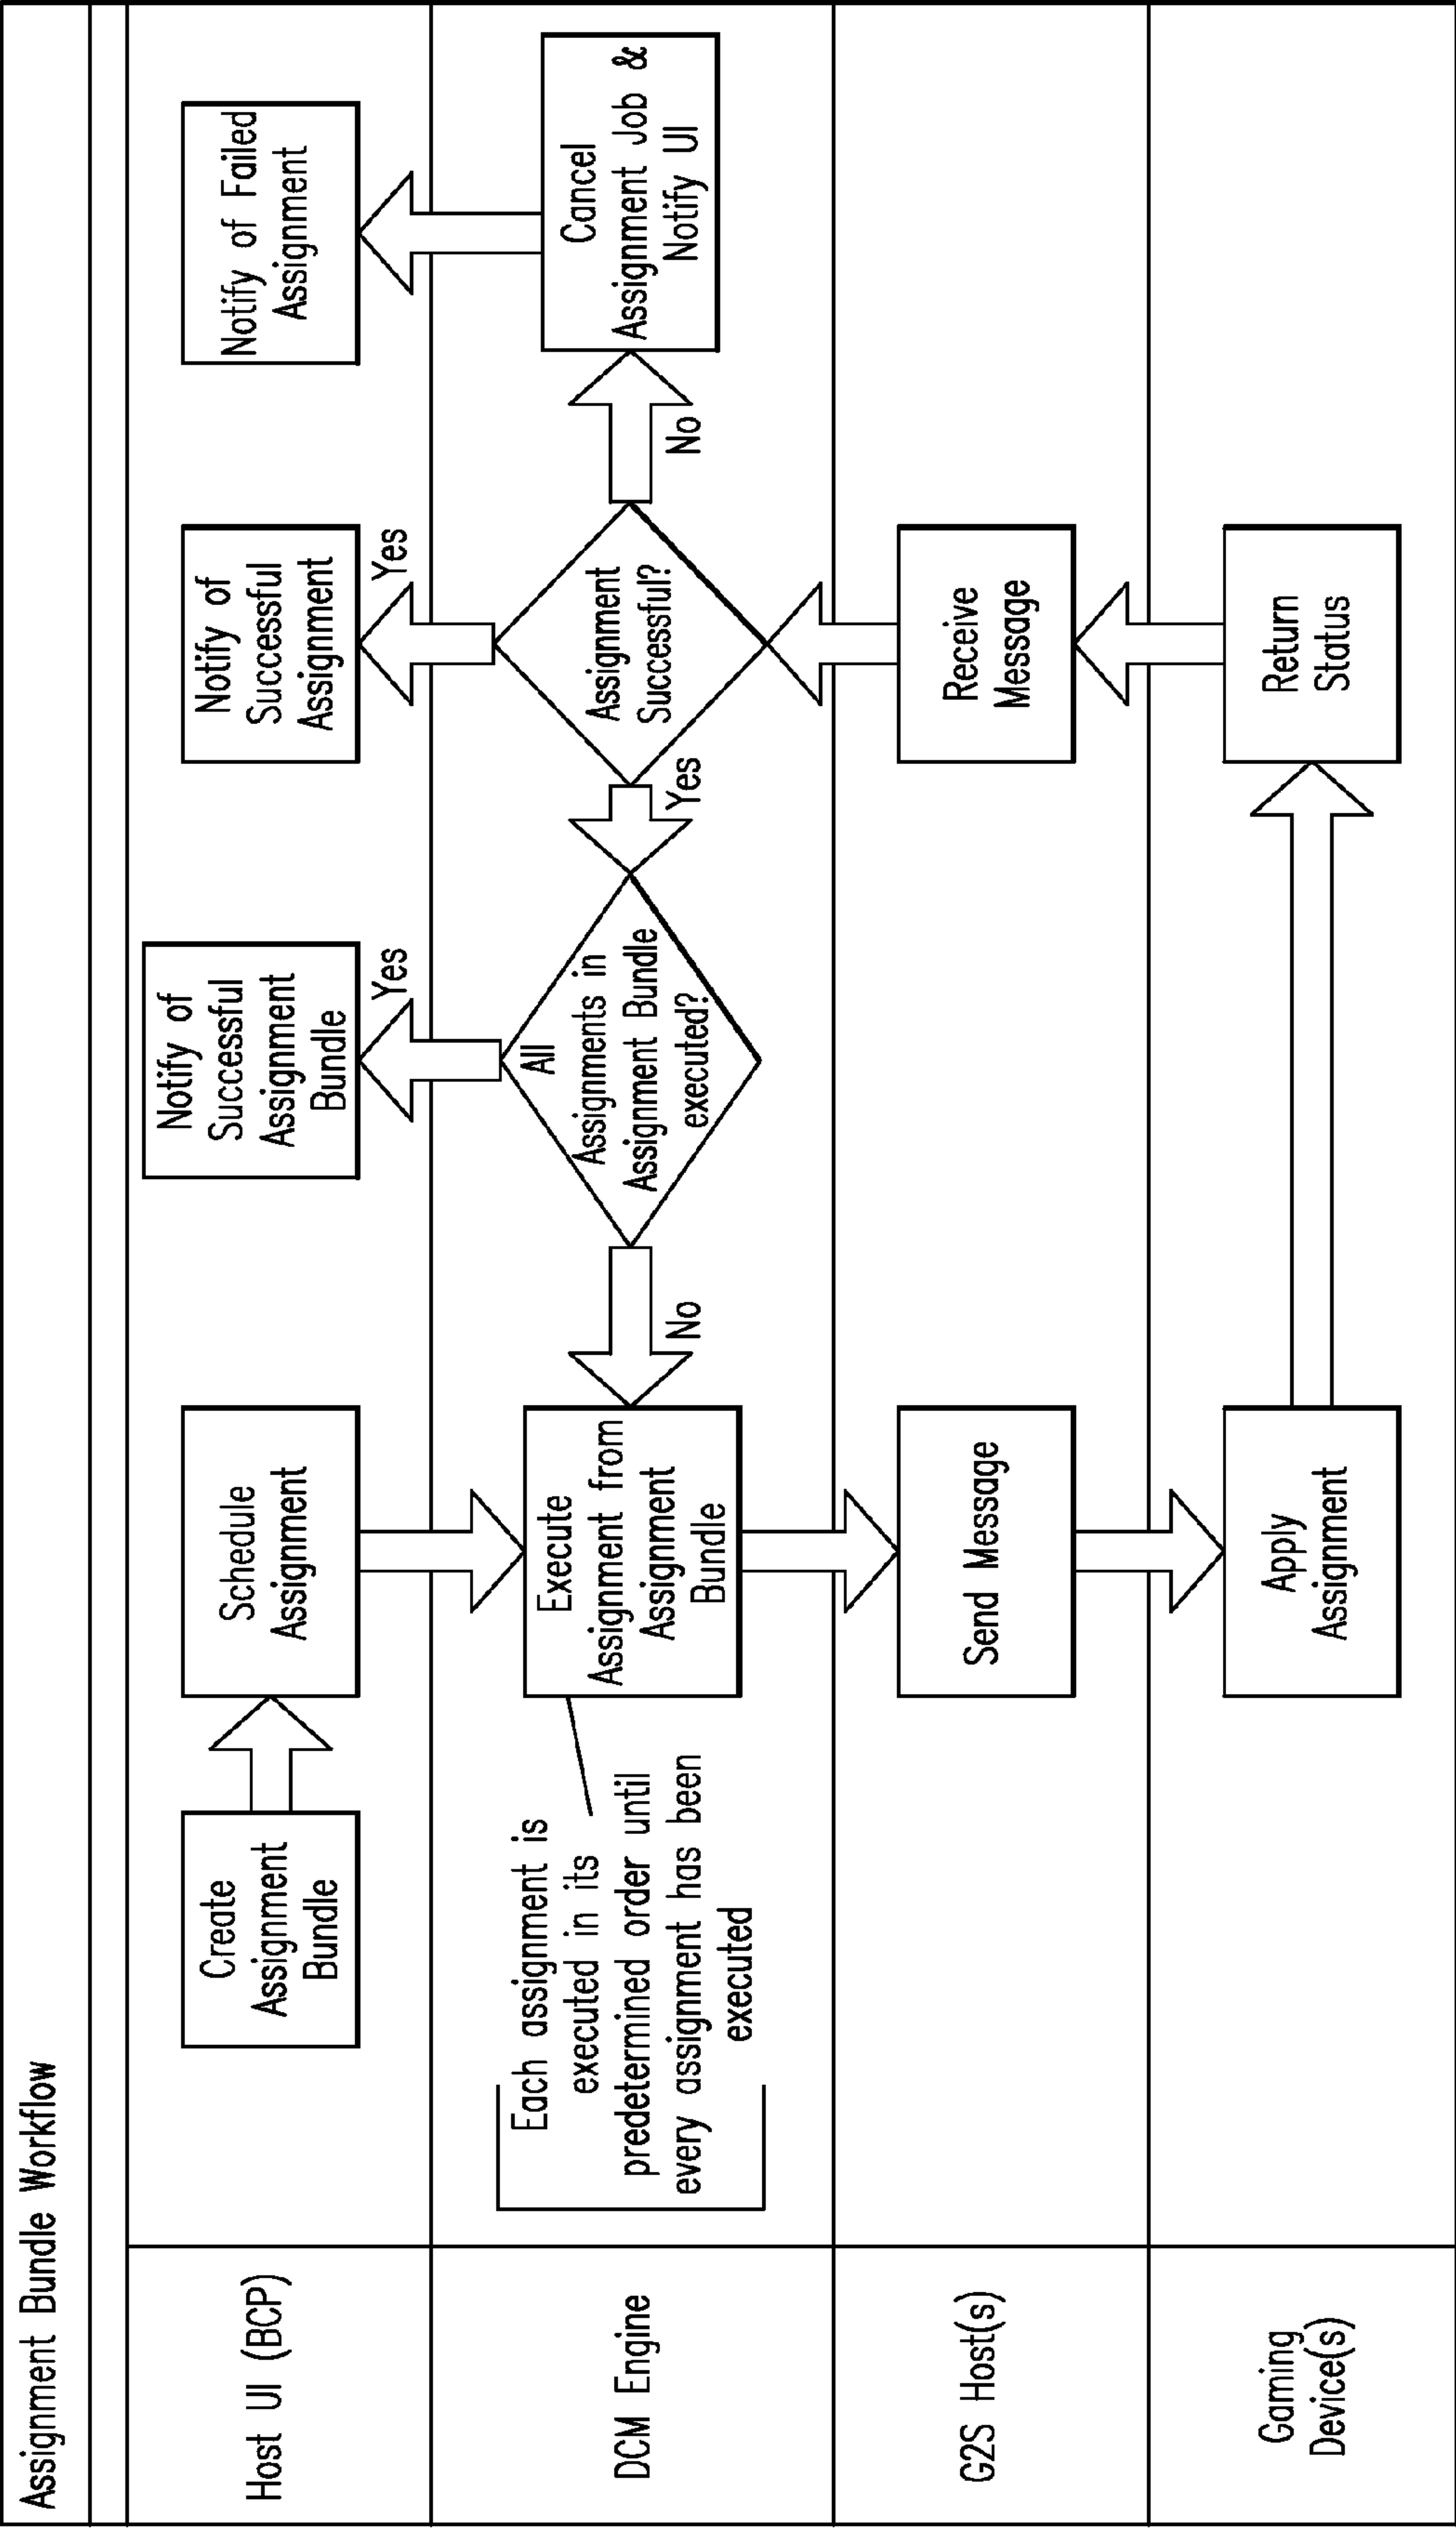 Assignment Bundle Workflow
Host UI (BCP)
Create
Assignment
Bundle
Schedule
Assignment
Notify of
Successful
Assignment
Bundle
Yes
Notify of
Successful
Assignment
Yes
Notify of Failed
Assignment
DCM Engine
Each assignment is
executed in its
predetermined order until
every assignment has been
executed
Execute
Assignment from
Assignment
Bundle
No
All
Assignments in
Assignment Bundle
executed?
Yes
Assignment
Successful?
No
Cancel
Assignment Job &
Notify UI
G2S Host(s)
Send Message
Receive
Message
Gaming
Device(s)
Apply
Assignment
Return
Status